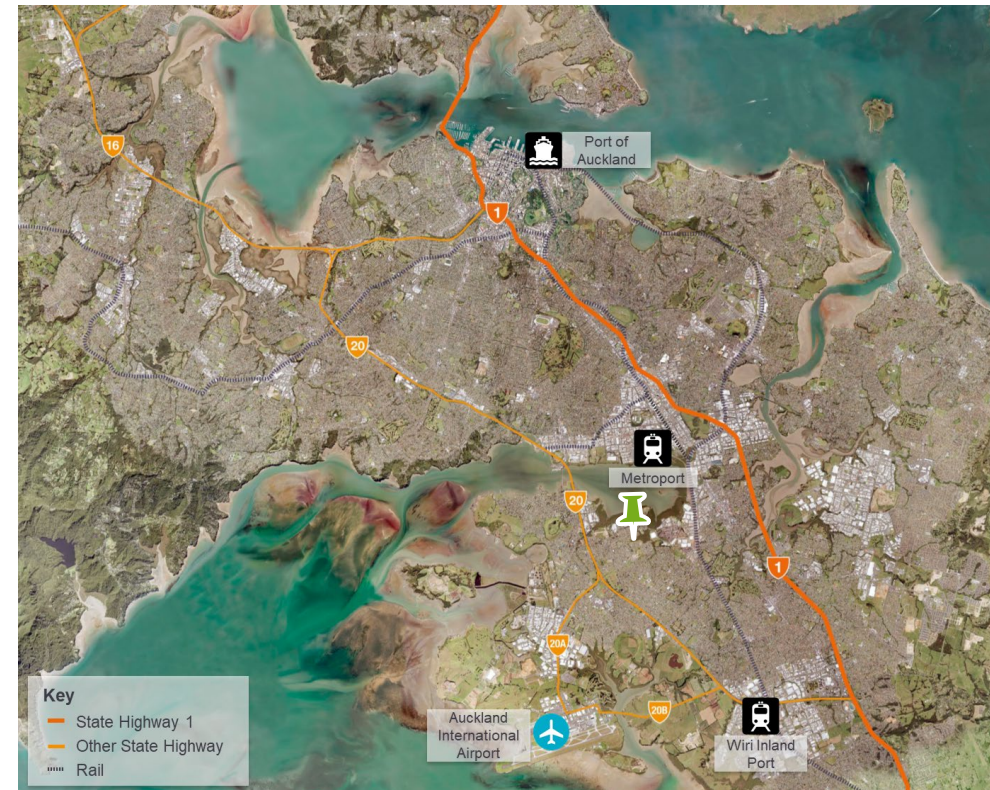 16
Port of
Auckland
1
20
Metroport
20
1
20A
20B
Auckland
International
Airport
Wiri Inland
Port
Key
State Highway 1
Other State Highway
Rail